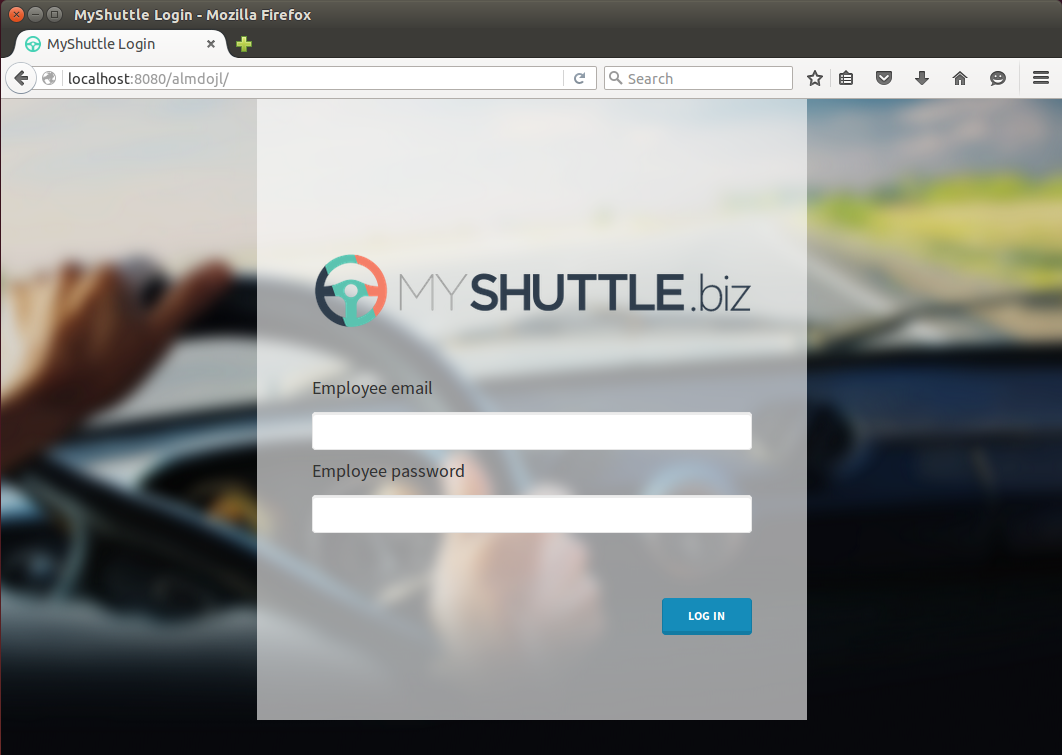 MyShuttle Login - Mozilla Firefox
MyShuttle Login
localhost:8080/almdojl/
Search
MYSHUTTLE.biz
Employee email
Employee password
LOG IN